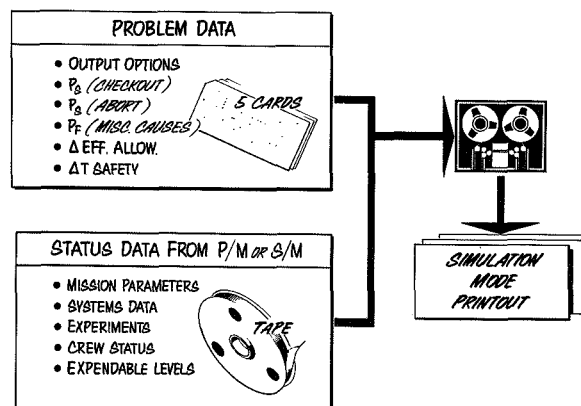 PROBLEM DATA
• OUTPUT OPTIONS
• PS (CHECKOUT)
• PS (ABORT)
• PF (MISC. CAUSES)
• Δ EFF. ALLOW.
• ΔT SAFETY
5 CARDS
STATUS DATA FROM P/M OR S/M
• MISSION PARAMETERS
• SYSTEMS DATA
• EXPERIMENTS
• CREW STATUS
• EXPENDABLE LEVELS
TAPE
SIMULATION
MODE
PRINTOUT